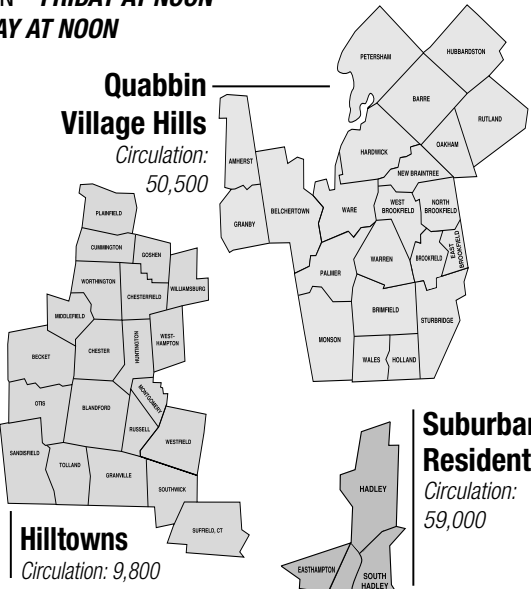 FRIDAY AT NOON
AY AT NOON
Quabbin
Village Hills
Circulation:
50,500
PETERSHAM
HUBBARDSTON
BARRE
RUTLAND
OAKHAM
HARDWICK
NEW BRAINTREE
AMHERST
GRANBY
BELCHERTOWN
WARE
WEST
BROOKFIELD
NORTH
BROOKFIELD
EAST
BROOKFIELD
BROOKFIELD
WARREN
PALMER
BRIMFIELD
STURBRIDGE
MONSON
WALES
HOLLAND
PLAINFIELD
CUMMINGTON
GOSHEN
WORTHINGTON
CHESTERFIELD
WILLIAMSBURG
MIDDLEFIELD
CHESTER
HUNTINGTON
WEST-
HAMPTON
BECKET
MONTGOMERY
OTIS
BLANDFORD
RUSSELL
WESTFIELD
SANDISFIELD
TOLLAND
GRANVILLE
SOUTHWICK
SUFFIELD, CT
Hilltowns
Circulation: 9,800
Suburban
Resident
Circulation:
59,000
HADLEY
EASTHAMPTON
SOUTH
HADLEY